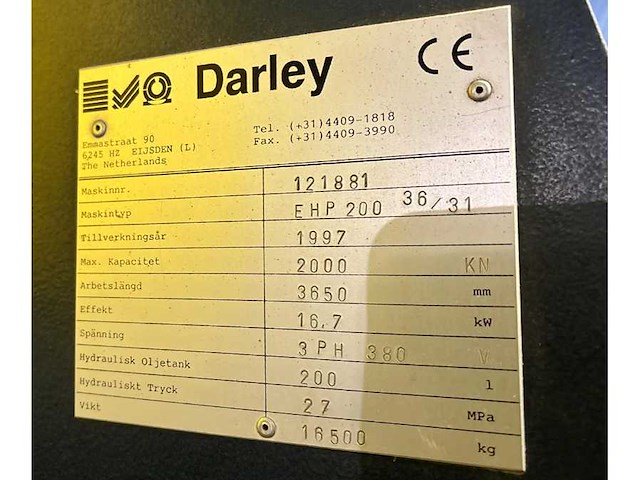 Darley CE
Emmastraat 90
6245 HZ EIJSDEN (L)
The Netherlands
Tel. (+31)4409-1818
Fax. (+31)4409-3990
Maskinnr. 121881
Maskintyp EHP 200 36/31
Tillverkningsår 1997
Max. Kapacitet 2000 KN
Arbetslängd 3650 mm
Effekt 16,7 kW
Spänning 3 PH 380 V
Hydraulisk Oljetank 200 l
Hydrauliskt Tryck 27 MPa
Vikt 16500 kg